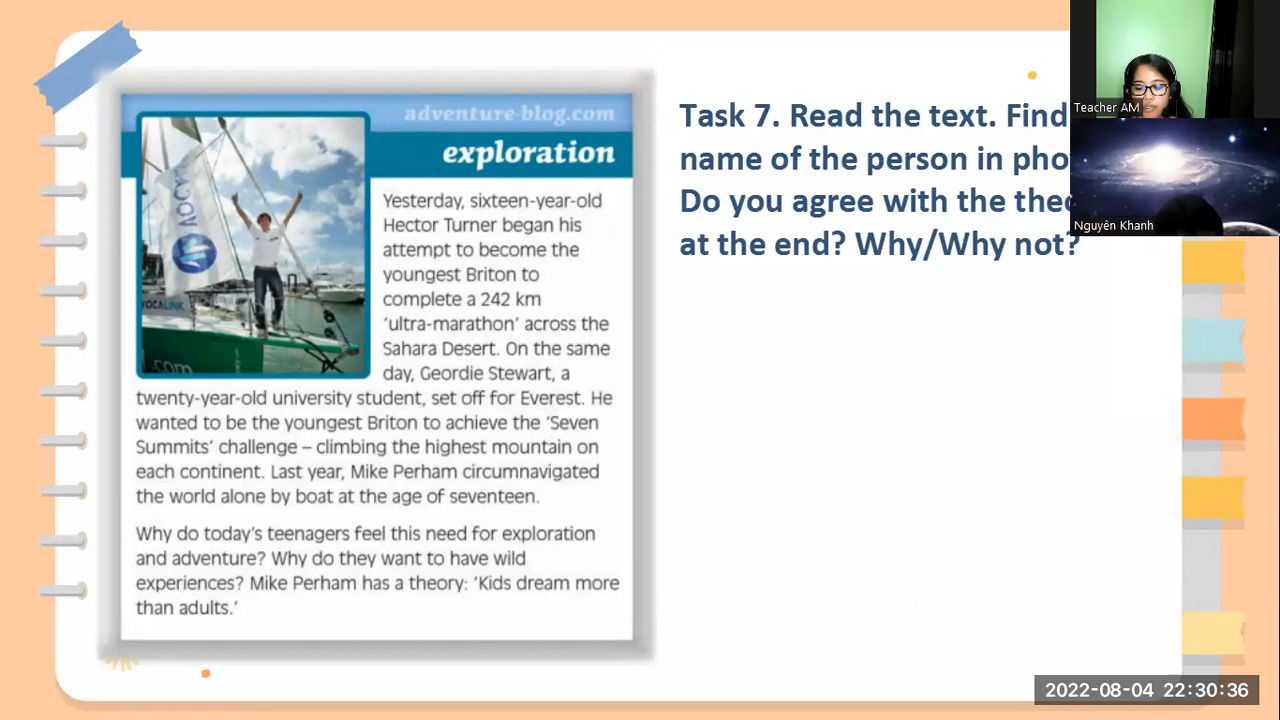 adventure-blog.com
exploration
Yesterday, sixteen-year-old
Hector Turner began his
attempt to become the
youngest Briton to
complete a 242 km
'ultra-marathon' across the
Sahara Desert. On the same
day, Geordie Stewart, a
twenty-year-old university student, set off for Everest. He
wanted to be the youngest Briton to achieve the 'Seven
Summits' challenge – climbing the highest mountain on
each continent. Last year, Mike Perham circumnavigated
the world alone by boat at the age of seventeen.
Why do today's teenagers feel this need for exploration
and adventure? Why do they want to have wild
experiences? Mike Perham has a theory: 'Kids dream more
than adults.'
VOCALINK
.com
Task 7. Read the text. Find
name of the person in
Do you agree with the
at the end? Why/Why not?
Teacher AM
Nguyên Khanh
2022-08-04 22:30:36